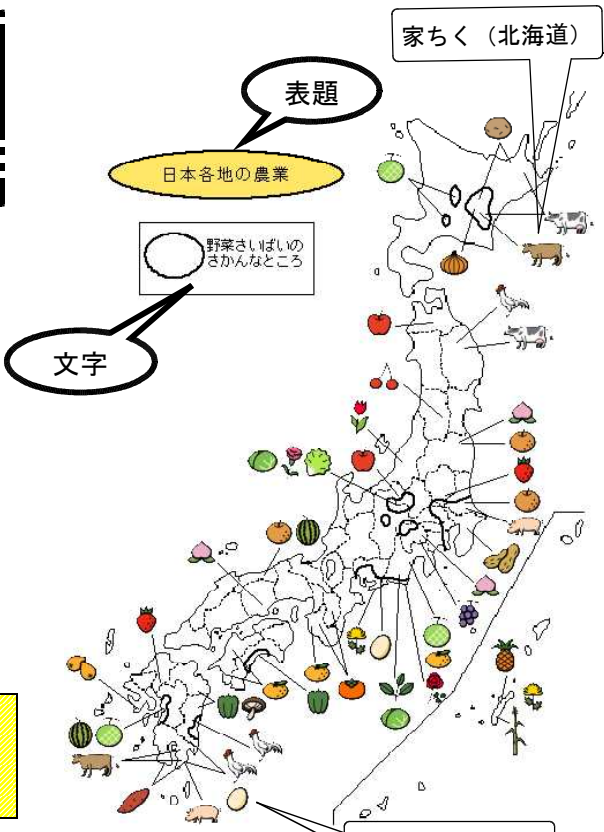 家ちく（北海道）
表題
日本各地の農業
野菜さいばいの
さかんなところ
文字